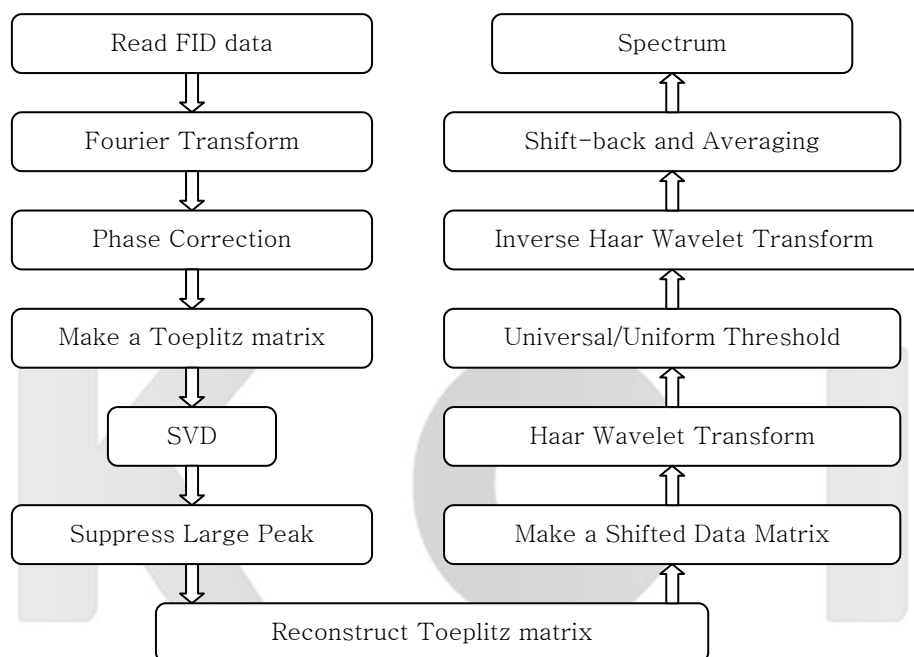 Read FID data
Fourier Transform
Phase Correction
Make a Toeplitz matrix
SVD
Suppress Large Peak
Reconstruct Toeplitz matrix
Make a Shifted Data Matrix
Haar Wavelet Transform
Universal/Uniform Threshold
Inverse Haar Wavelet Transform
Shift-back and Averaging
Spectrum
KCI